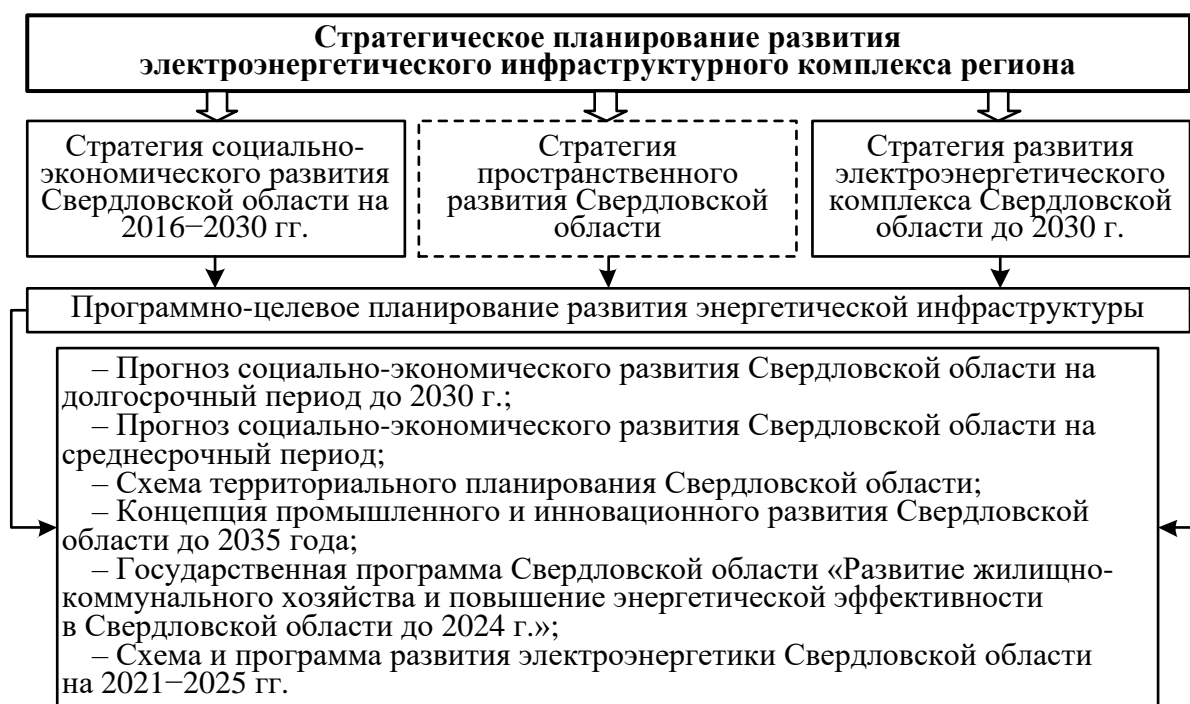 Стратегическое планирование развития
электроэнергетического инфраструктурного комплекса региона
Стратегия социально-
экономического развития
Свердловской области на
2016−2030 гг.
Стратегия
пространственного
развития Свердловской
области
Стратегия развития
электроэнергетического
комплекса Свердловской
области до 2030 г.
Программно-целевое планирование развития энергетической инфраструктуры
– Прогноз социально-экономического развития Свердловской области на
долгосрочный период до 2030 г.;
– Прогноз социально-экономического развития Свердловской области на
среднесрочный период;
– Схема территориального планирования Свердловской области;
– Концепция промышленного и инновационного развития Свердловской
области до 2035 года;
– Государственная программа Свердловской области «Развитие жилищно-
коммунального хозяйства и повышение энергетической эффективности
в Свердловской области до 2024 г.»;
– Схема и программа развития электроэнергетики Свердловской области
на 2021−2025 гг.